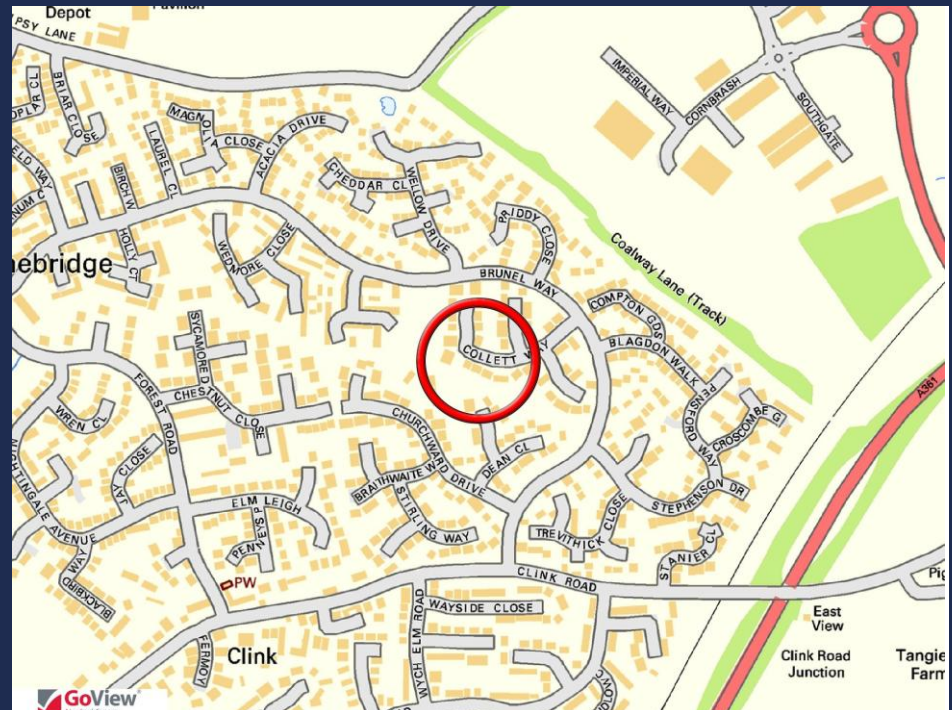 Depot
PSY LANE
BRIAR CLOSE
MAGNOLIA CLOSE
ACACIA DRIVE
LAUREL CL
BIRCH W
HOLLY CT
WEDMORE CLOSE
CHEDDAR CL
WELLOW DRIVE
PRIDDY CLOSE
BRUNEL WAY
IMPERIAL WAY
CORNBRASH
SOUTHGATE
Coalway Lane (Track)
nebridge
COMPTON GDS
BLAGDON WALK
PENSFORD WAY
CROSCOMBE G
A361
COLLETT WAY
SYCAMORE D
CHESTNUT CLOSE
FOREST ROAD
WREN CL
JAY CLOSE
NIGHTINGALE AVENUE
BLACKBIRD WAY
ELM LEIGH
PENNEYS P
CHURCHWARD DRIVE
BRAITHWAITE W
STIRLING WAY
DEAN CL
TREVITHICK CLOSE
STEPHENSON DR
STANIER CL
CLINK ROAD
PW
WAYSIDE CLOSE
WYCH ELM ROAD
FERMOY
Clink
East
View
Clink Road
Junction
Pig
Tangie
Farm
GoView